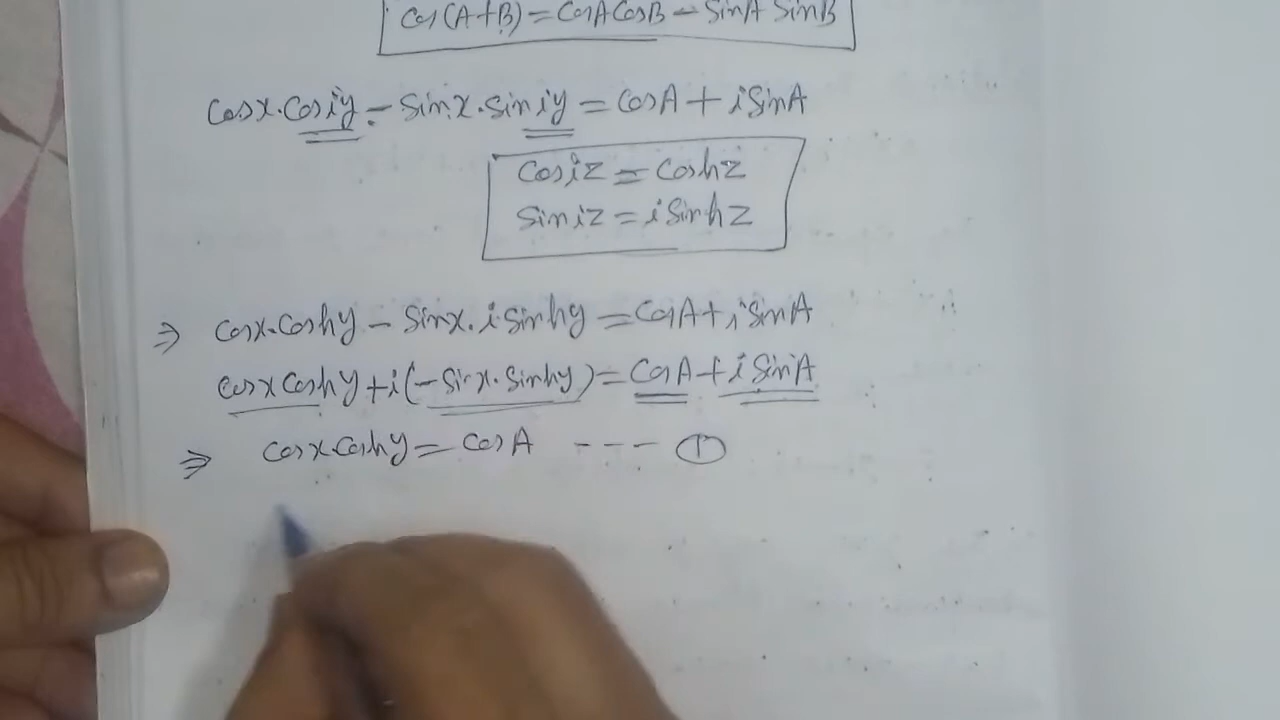 Cos(A+B) = CosA CosB - SinA SinB
Cosx.Cosiy - Sinx.Siniy = CosA + iSinA
Cosiz = Coshz
Siniz = iSinhz
⇒ Cosx.Coshy - Sinx.iSinhy = CosA + iSinA
Cosx Coshy + i(-Sinx.Sinhy) = CosA + iSinA
⇒ Cosx.Coshy = CosA ---- ①